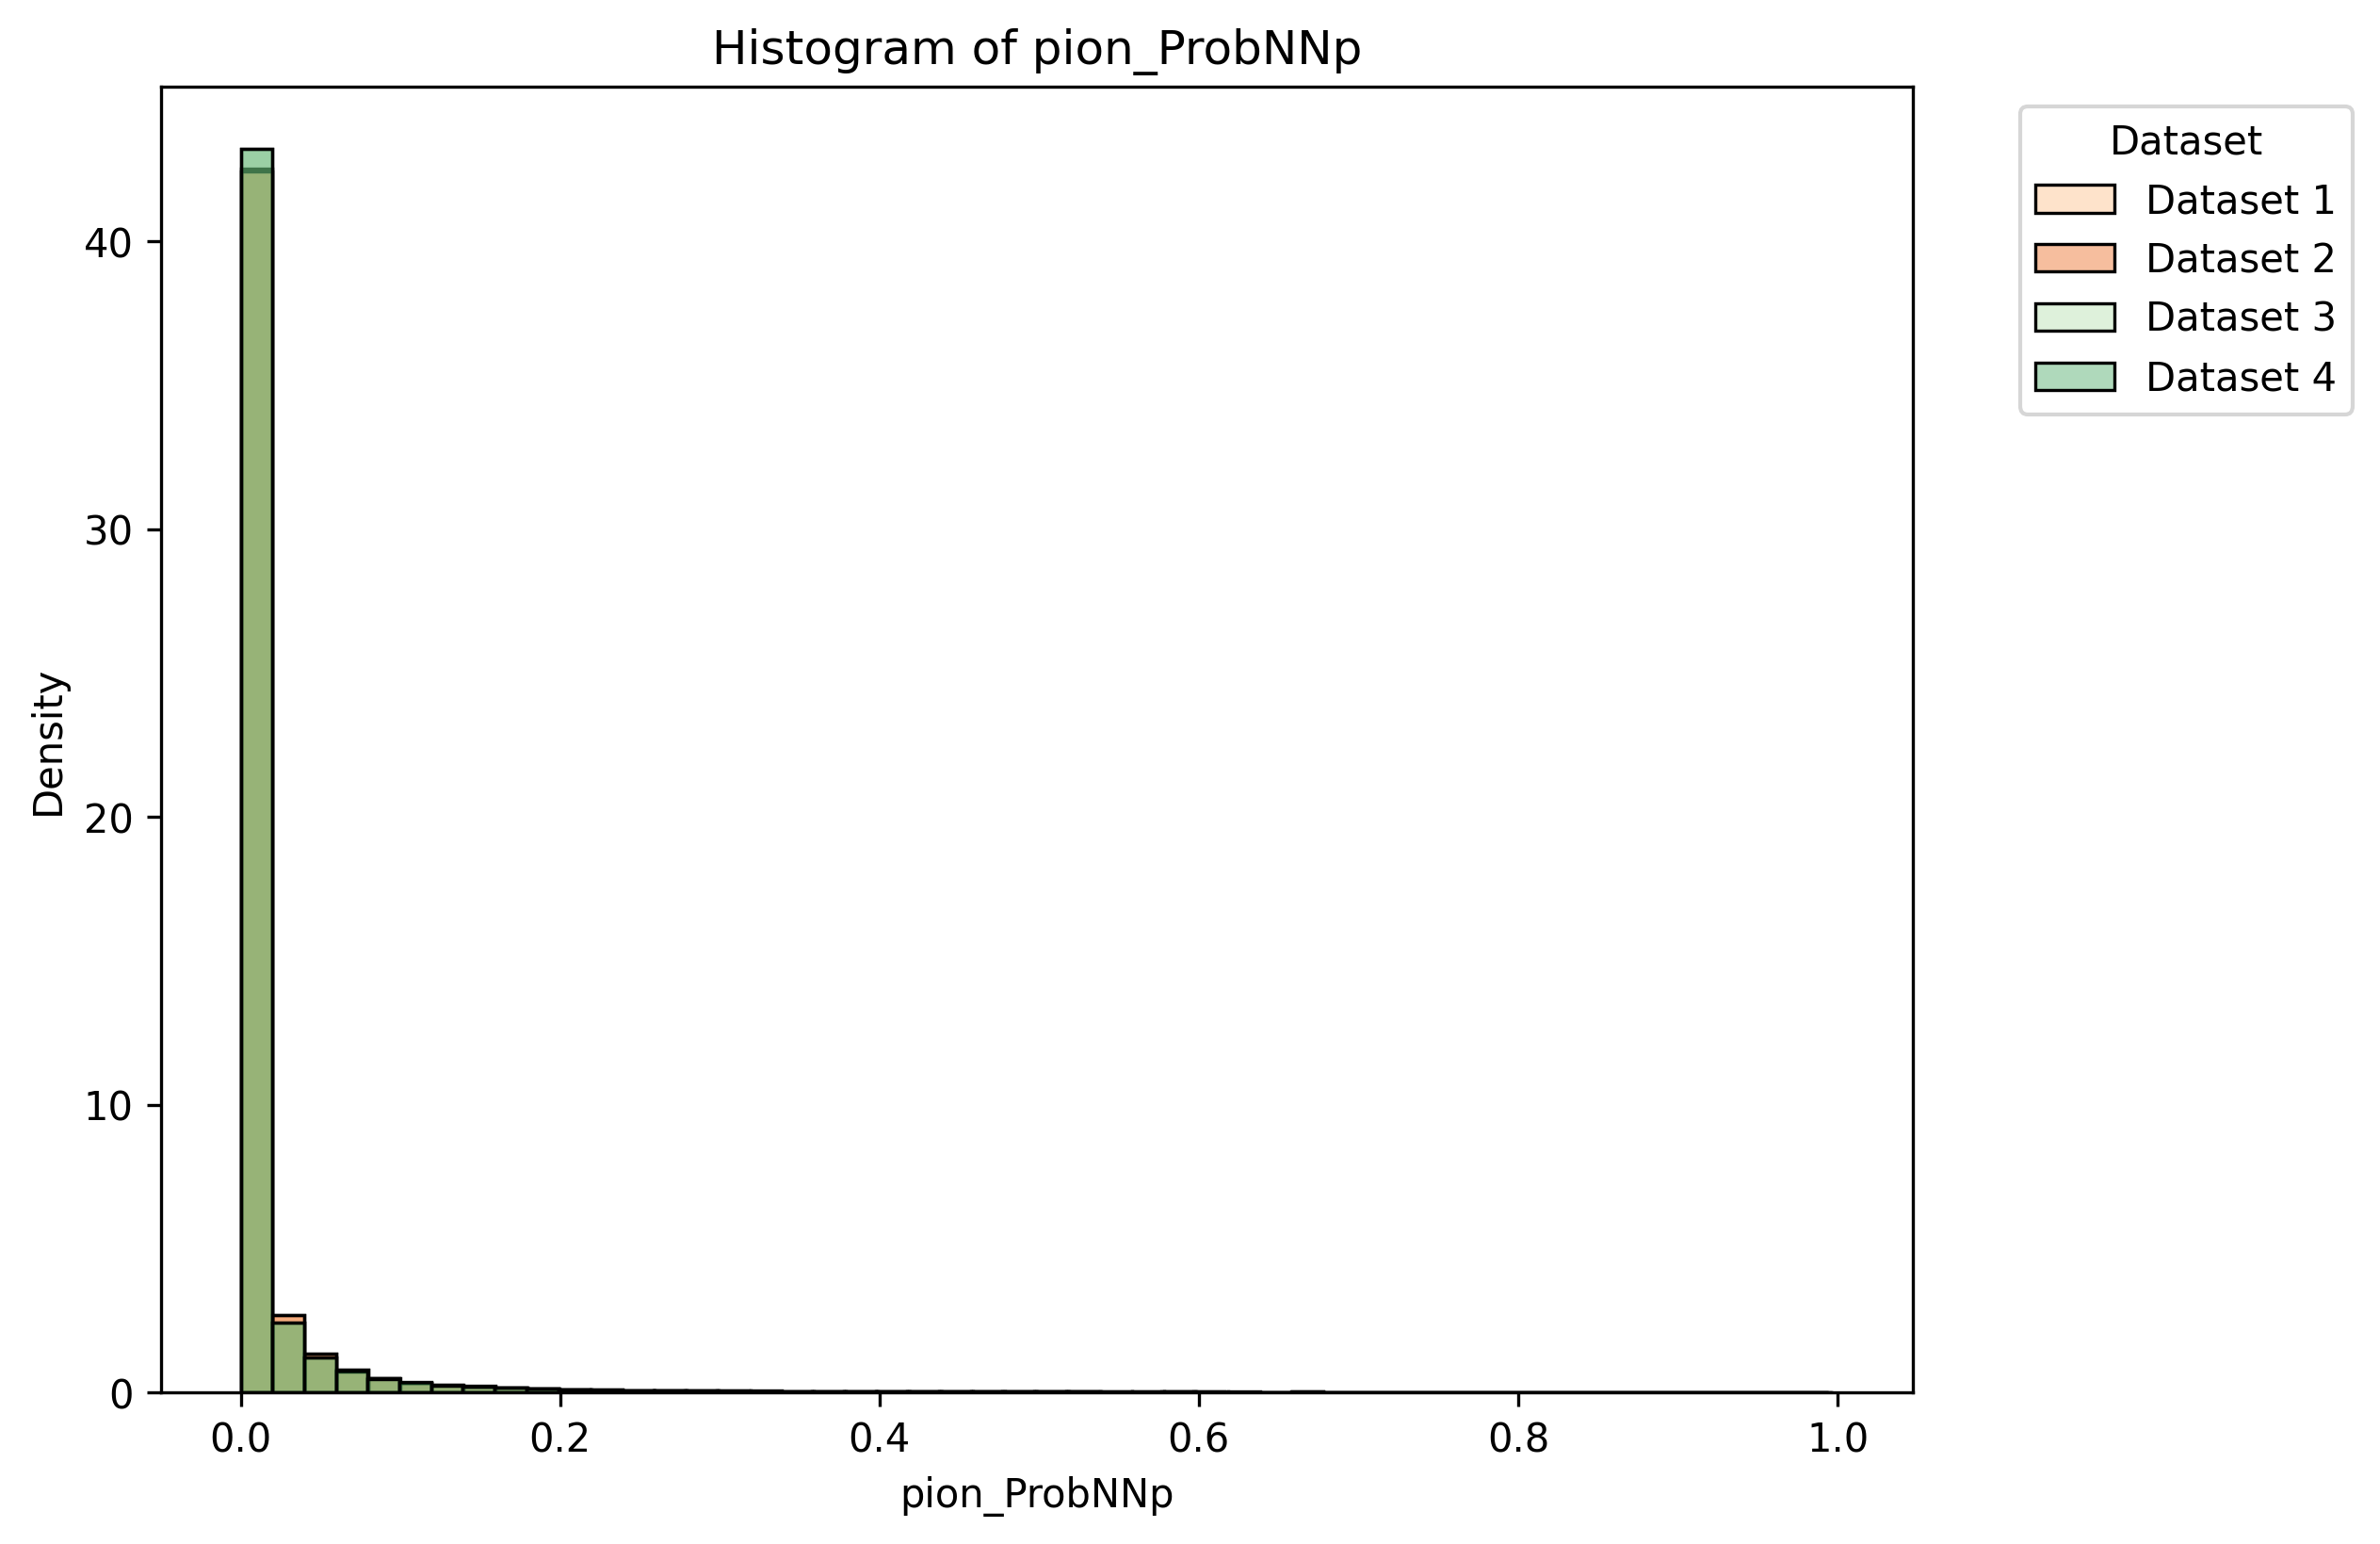 Histogram of pion_ProbNNp
Dataset
Dataset 1
Dataset 2
Dataset 3
Dataset 4
Density
40
30
20
10
0
0.0 0.2 0.4 0.6 0.8 1.0
pion_ProbNNp